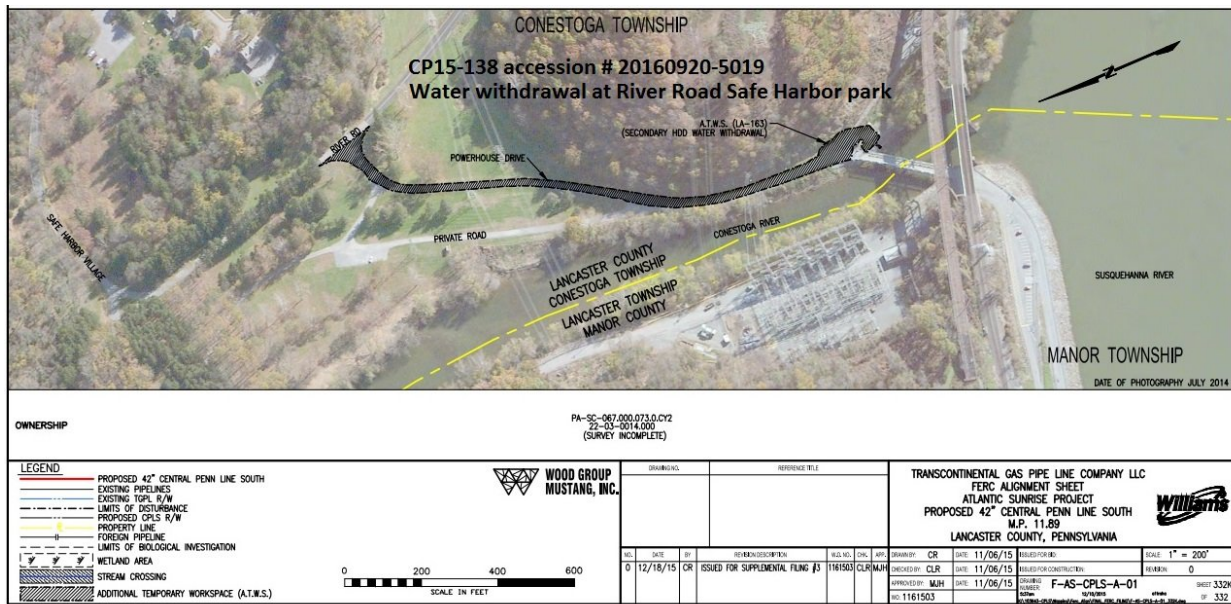 CONESTOGA TOWNSHIP
CP15-138 accession # 20160920-5019
Water withdrawal at River Road Safe Harbor park
N
A.T.W.S. (LA-163)
(SECONDARY HDD WATER WITHDRAWAL)
RIVER RD
POWERHOUSE DRIVE
SAFE HARBOR VILLAGE
PRIVATE ROAD
CONESTOGA RIVER
LANCASTER COUNTY
CONESTOGA TOWNSHIP
LANCASTER TOWNSHIP
MANOR COUNTY
SUSQUEHANNA RIVER
MANOR TOWNSHIP
DATE OF PHOTOGRAPHY JULY 2014
OWNERSHIP
PA-SC-067.000.073.0.CY2
22-03-0014.000
(SURVEY INCOMPLETE)
LEGEND
PROPOSED 42" CENTRAL PENN LINE SOUTH
EXISTING PIPELINES
EXISTING TGPL R/W
LIMITS OF DISTURBANCE
PROPOSED CPLS R/W
PROPERTY LINE
FOREIGN PIPELINE
LIMITS OF BIOLOGICAL INVESTIGATION
WETLAND AREA
STREAM CROSSING
ADDITIONAL TEMPORARY WORKSPACE (A.T.W.S.)
WOOD GROUP
MUSTANG, INC.
0 200 400 600
SCALE IN FEET
DRAWING NO. REFERENCE TITLE
NO. DATE BY REVISION DESCRIPTION W.O. NO. CHK. APP.
0 12/18/15 CR ISSUED FOR SUPPLEMENTAL FILING #3 1161503 CLR MJH
TRANSCONTINENTAL GAS PIPE LINE COMPANY LLC
FERC ALIGNMENT SHEET
ATLANTIC SUNRISE PROJECT
PROPOSED 42" CENTRAL PENN LINE SOUTH
M.P. 11.89
LANCASTER COUNTY, PENNSYLVANIA
Williams
DRAWN BY: CR DATE: 11/06/15 ISSUED FOR BID: SCALE: 1" = 200'
CHECKED BY: CLR DATE: 11/06/15 ISSUED FOR CONSTRUCTION: REVISION: 0
APPROVED BY: MJH DATE: 11/06/15 DRAWING NUMBER: F-AS-CPLS-A-01 SHEET 332K
WO: 1161503 OF 332